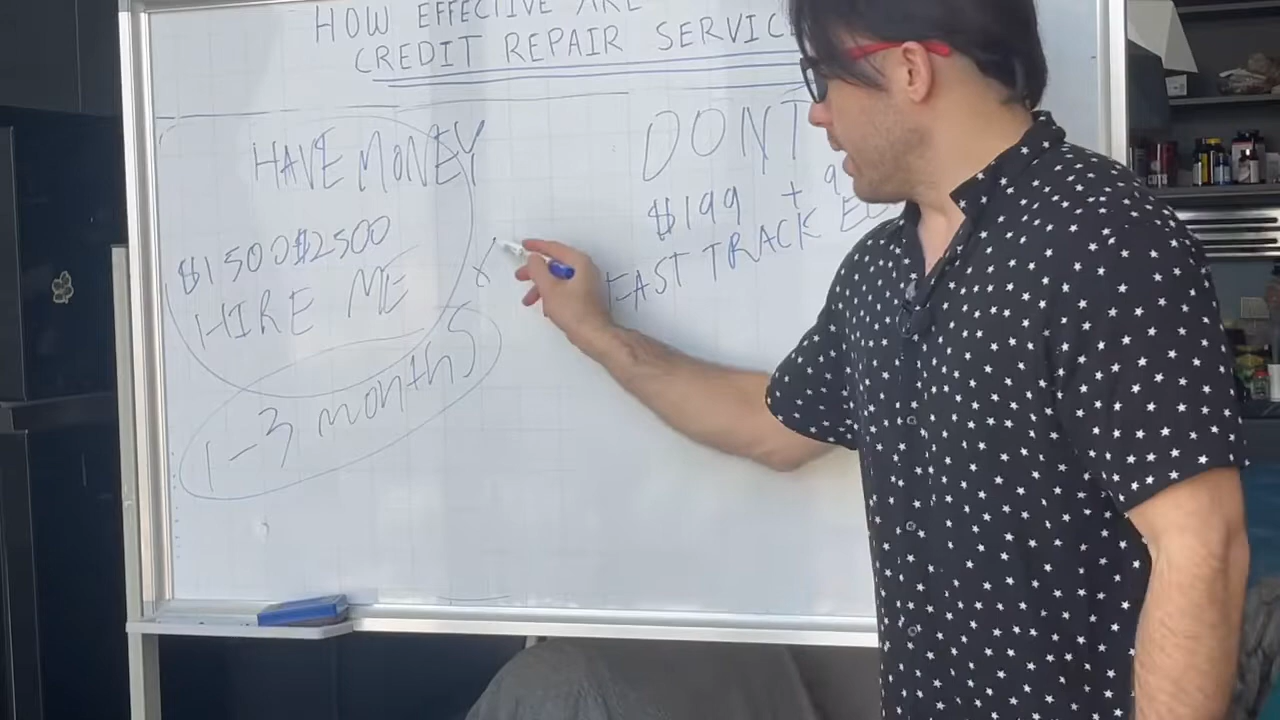 HOW EFFECTIVE ARE
CREDIT REPAIR SERVIC
HAVE MONEY
$1500 $2500
HIRE ME
1-3 months
DONT
$199 + 9
FAST TRACK